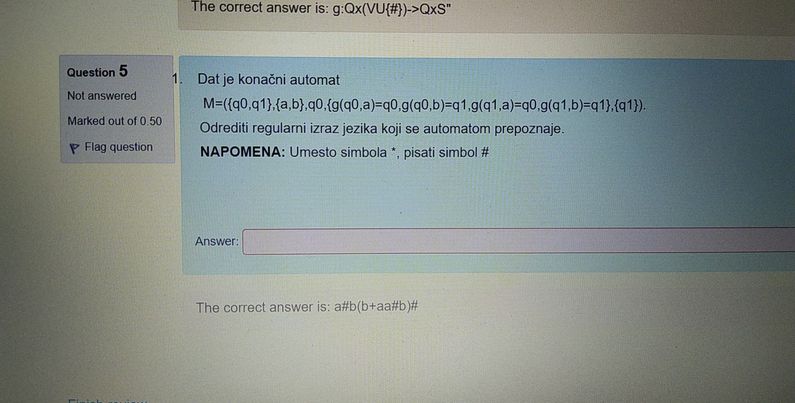 The correct answer is: g:Qx(VU{#})->QxS"
Question 5
Not answered
Marked out of 0.50
Flag question
1. Dat je konačni automat
M=({q0,q1},{a,b},q0,{g(q0,a)=q0,g(q0,b)=q1,g(q1,a)=q0,g(q1,b)=q1},{q1}).
Odrediti regularni izraz jezika koji se automatom prepoznaje.
NAPOMENA: Umesto simbola *, pisati simbol #
Answer:
The correct answer is: a#b(b+aa#b)#
Finish review